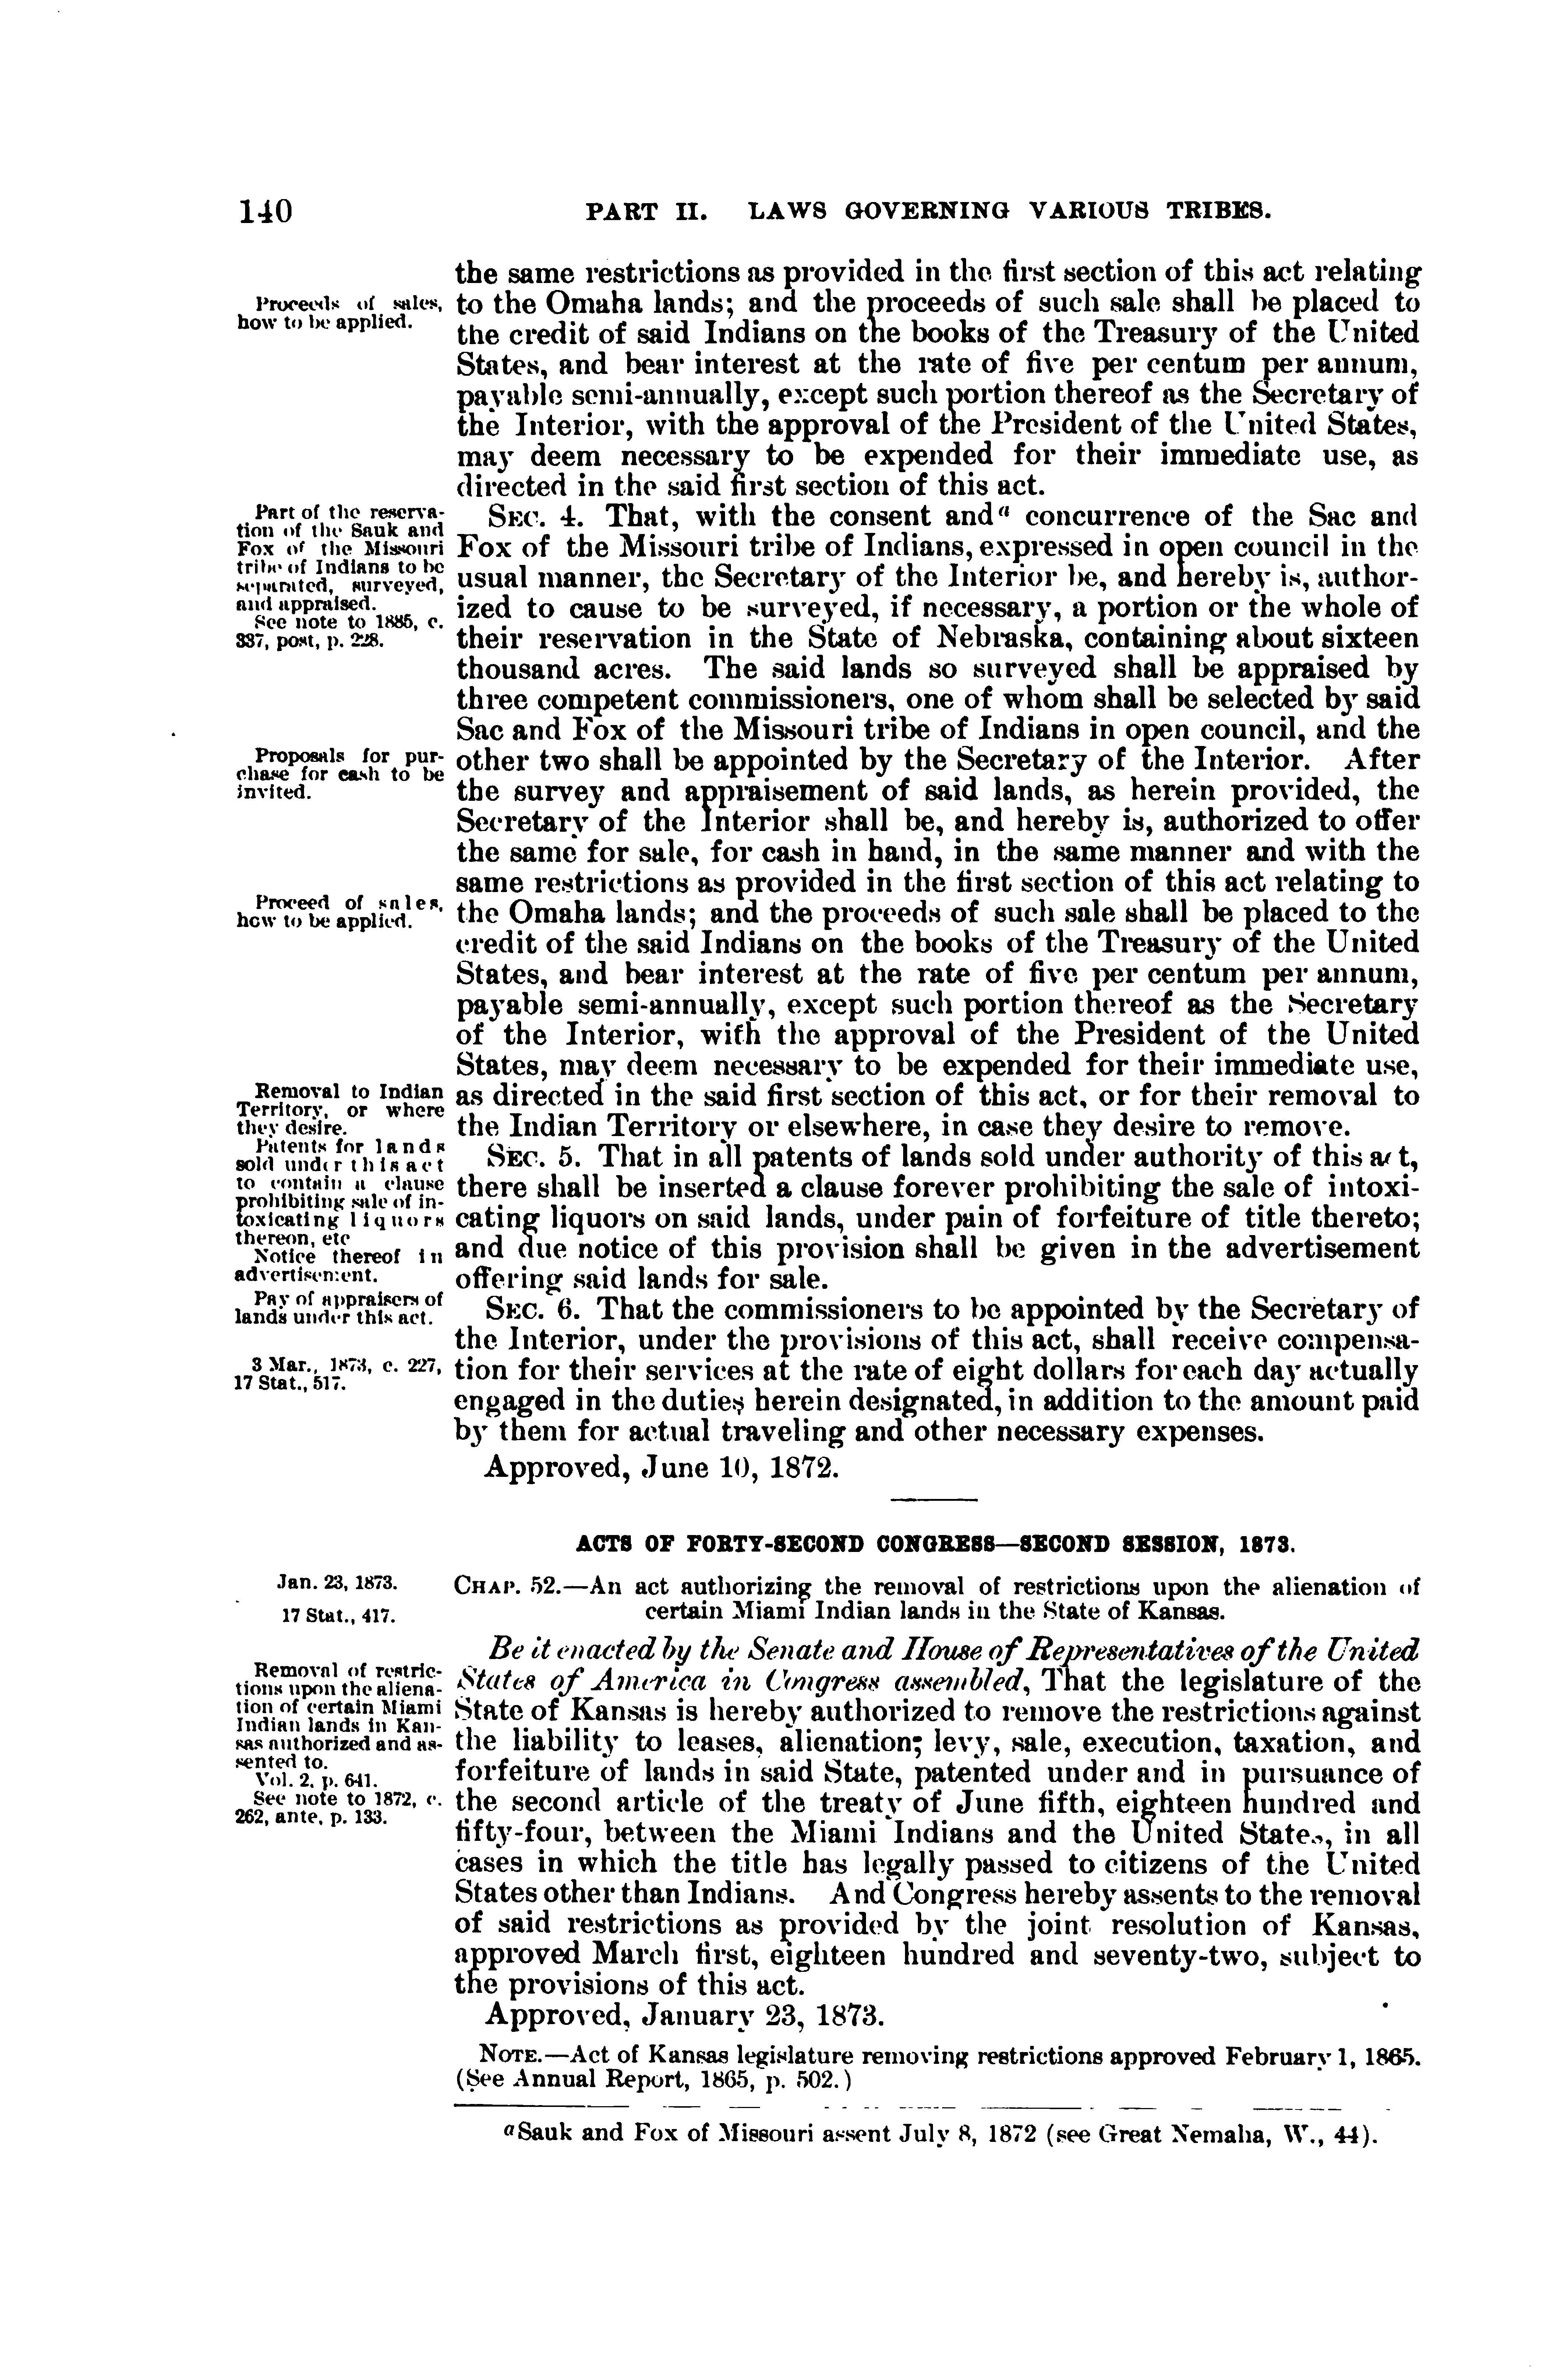 140 PART II. LAWS GOVERNING VARIOUS TRIBES.
the same restrictions as provided in the first section of this act relating
Proceeds of sales,
how to be applied.
to the Omaha lands; and the proceeds of such sale shall be placed to
the credit of said Indians on the books of the Treasury of the United
States, and bear interest at the rate of five per centum per annum,
payable semi-annually, except such portion thereof as the Secretary of
the Interior, with the approval of the President of the United States,
may deem necessary to be expended for their immediate use, as
directed in the said first section of this act.
Part of the reserva-
tion of the Sauk and
Fox of the Missouri
tribe of Indians to be
separated, surveyed,
and appraised.
See note to 1885, c.
337, post, p. 228.
SEC. 4. That, with the consent and a concurrence of the Sac and
Fox of the Missouri tribe of Indians, expressed in open council in the
usual manner, the Secretary of the Interior be, and hereby is, author-
ized to cause to be surveyed, if necessary, a portion or the whole of
their reservation in the State of Nebraska, containing about sixteen
thousand acres. The said lands so surveyed shall be appraised by
three competent commissioners, one of whom shall be selected by said
Sac and Fox of the Missouri tribe of Indians in open council, and the
Proposals for pur-
chase for cash to be
invited.
other two shall be appointed by the Secretary of the Interior. After
the survey and appraisement of said lands, as herein provided, the
Secretary of the Interior shall be, and hereby is, authorized to offer
the same for sale, for cash in hand, in the same manner and with the
same restrictions as provided in the first section of this act relating to
Proceed of sales,
how to be applied.
the Omaha lands; and the proceeds of such sale shall be placed to the
credit of the said Indians on the books of the Treasury of the United
States, and bear interest at the rate of five per centum per annum,
payable semi-annually, except such portion thereof as the Secretary
of the Interior, with the approval of the President of the United
States, may deem necessary to be expended for their immediate use,
Removal to Indian
Territory, or where
they desire.
as directed in the said first section of this act, or for their removal to
the Indian Territory or elsewhere, in case they desire to remove.
Patents for lands
sold under this act
to contain a clause
prohibiting sale of in-
toxicating liquors
thereon, etc
Notice thereof in
advertisement.
SEC. 5. That in all patents of lands sold under authority of this act,
there shall be inserted a clause forever prohibiting the sale of intoxi-
cating liquors on said lands, under pain of forfeiture of title thereto;
and due notice of this provision shall be given in the advertisement
offering said lands for sale.
Pay of appraisers of
lands under this act.
3 Mar., 1873, c. 227,
17 Stat., 517.
SEC. 6. That the commissioners to be appointed by the Secretary of
the Interior, under the provisions of this act, shall receive compensa-
tion for their services at the rate of eight dollars for each day actually
engaged in the duties herein designated, in addition to the amount paid
by them for actual traveling and other necessary expenses.
Approved, June 10, 1872.
ACTS OF FORTY-SECOND CONGRESS—SECOND SESSION, 1873.
Jan. 23, 1873.
17 Stat., 417.
CHAP. 52.—An act authorizing the removal of restrictions upon the alienation of
certain Miami Indian lands in the State of Kansas.
Removal of restric-
tions upon the aliena-
tion of certain Miami
Indian lands in Kan-
sas authorized and as-
sented to.
Vol. 2, p. 641.
See note to 1872, c.
262, ante, p. 133.
Be it enacted by the Senate and House of Representatives of the United
States of America in Congress assembled, That the legislature of the
State of Kansas is hereby authorized to remove the restrictions against
the liability to leases, alienation; levy, sale, execution, taxation, and
forfeiture of lands in said State, patented under and in pursuance of
the second article of the treaty of June fifth, eighteen hundred and
fifty-four, between the Miami Indians and the United States, in all
cases in which the title has legally passed to citizens of the United
States other than Indians. And Congress hereby assents to the removal
of said restrictions as provided by the joint resolution of Kansas,
approved March first, eighteen hundred and seventy-two, subject to
the provisions of this act.
Approved, January 23, 1873.
NOTE.—Act of Kansas legislature removing restrictions approved February 1, 1865.
(See Annual Report, 1865, p. 502.)
a Sauk and Fox of Missouri assent July 8, 1872 (see Great Nemaha, W., 44).